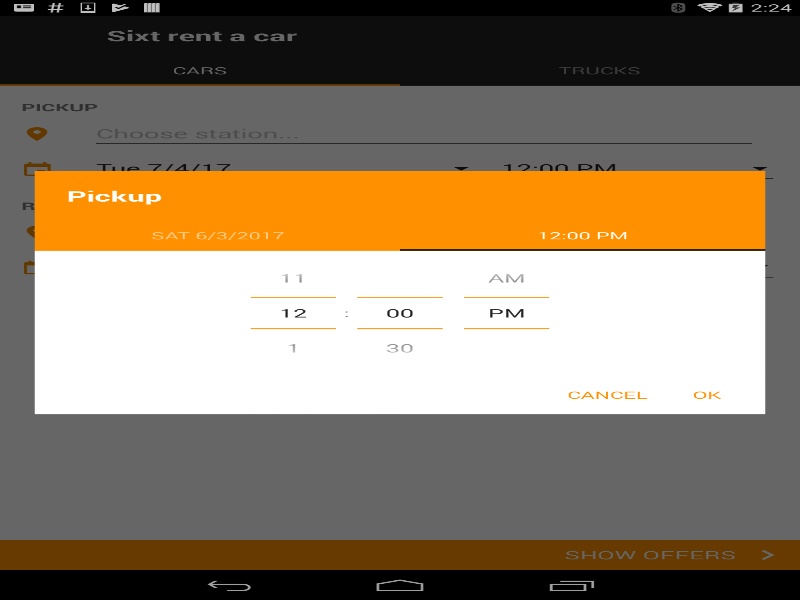 2:24
Sixt rent a car
CARS TRUCKS
PICKUP
Choose station...
Tue 7/4/17 12:00 PM
Pickup
SAT 6/3/2017 12:00 PM
11 AM
12 : 00 PM
1 30
CANCEL OK
SHOW OFFERS